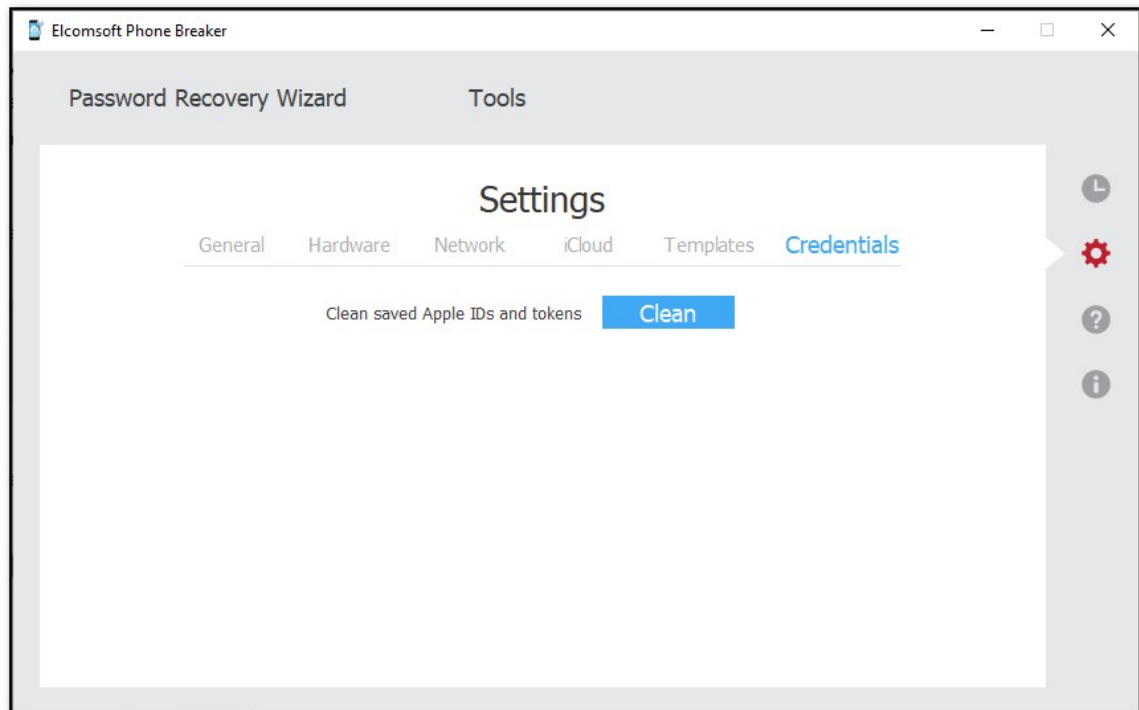 Elcomsoft Phone Breaker
Password Recovery Wizard Tools
Settings
General Hardware Network iCloud Templates Credentials
Clean saved Apple IDs and tokens Clean